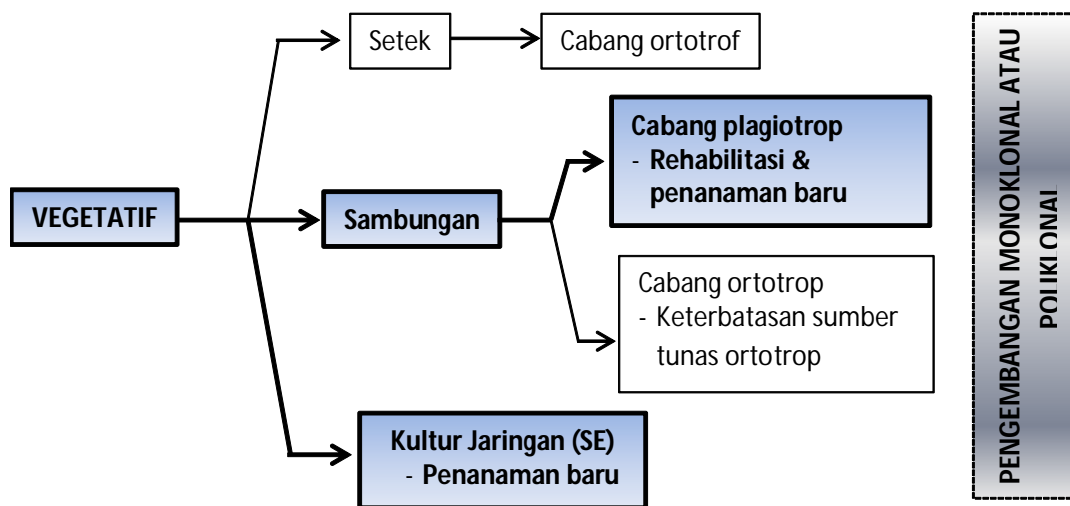 Setek
Cabang ortotrof
Cabang plagiotrop
- Rehabilitasi &
penanaman baru
VEGETATIF
Sambungan
Cabang ortotrop
- Keterbatasan sumber
tunas ortotrop
Kultur Jaringan (SE)
- Penanaman baru
PENGEMBANGAN MONOKLONAL ATAU
POLIKLONAL